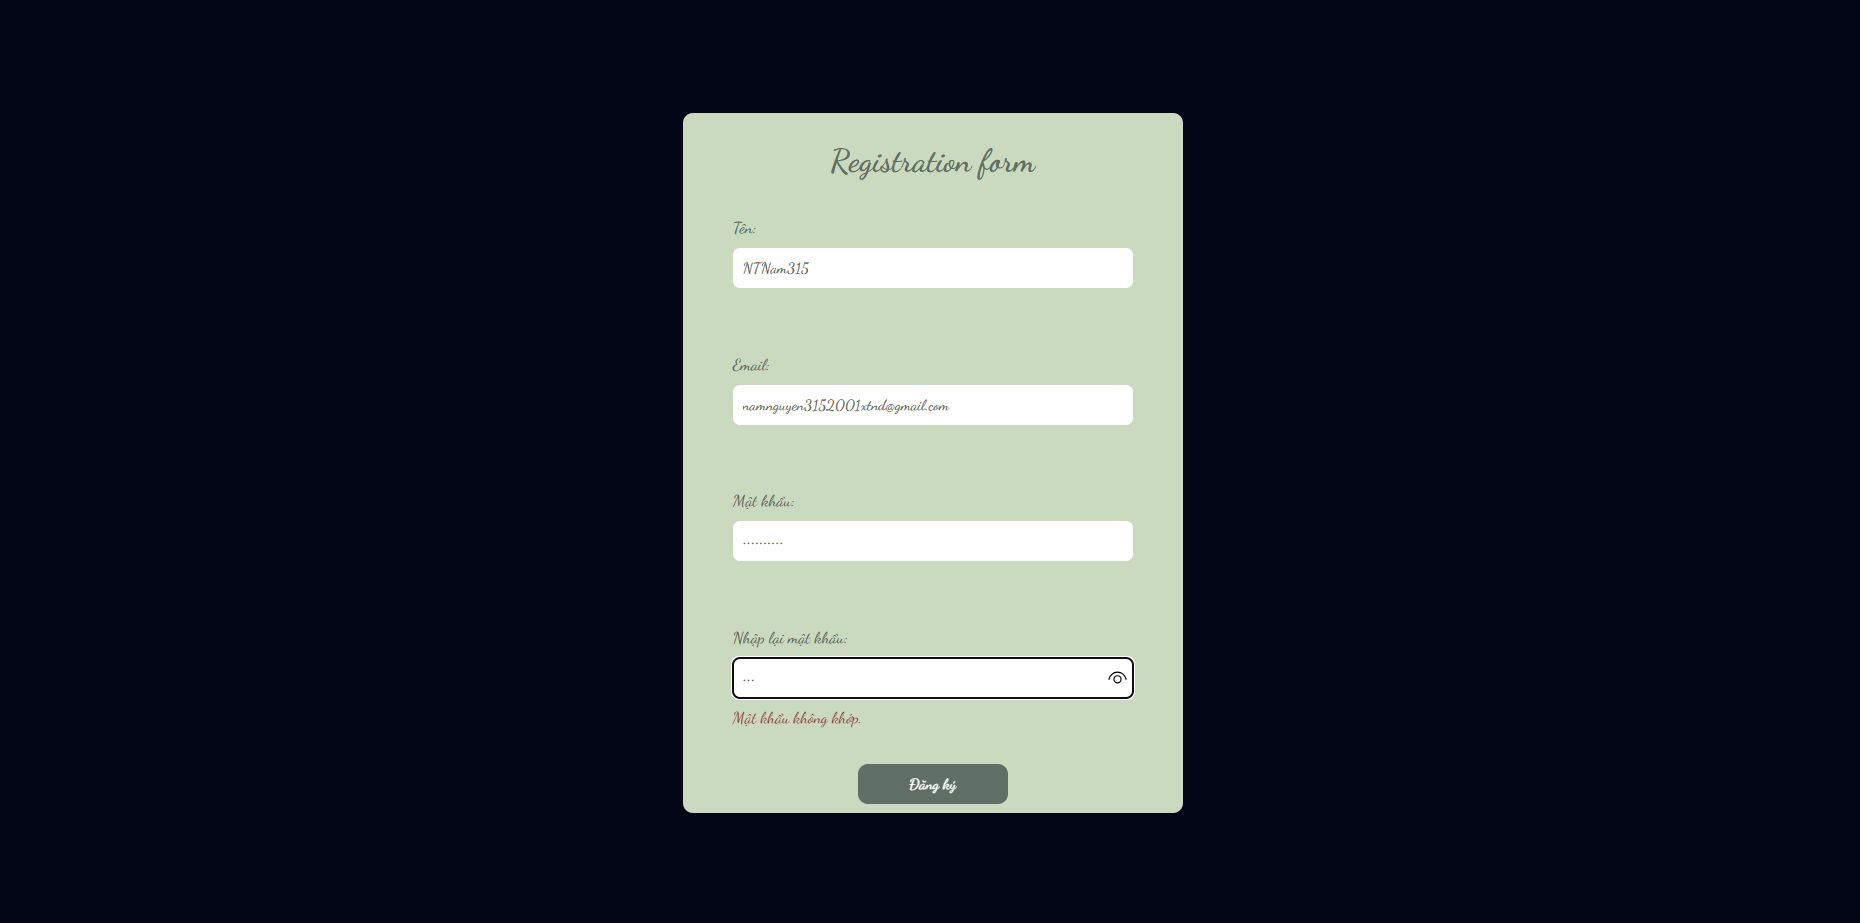 Registration form
Tên:
NTNam315
Email:
namnguyen3152001xtnd@gmail.com
Mật khẩu:
..........
Nhập lại mật khẩu:
...
Mật khẩu không khớp.
Đăng ký